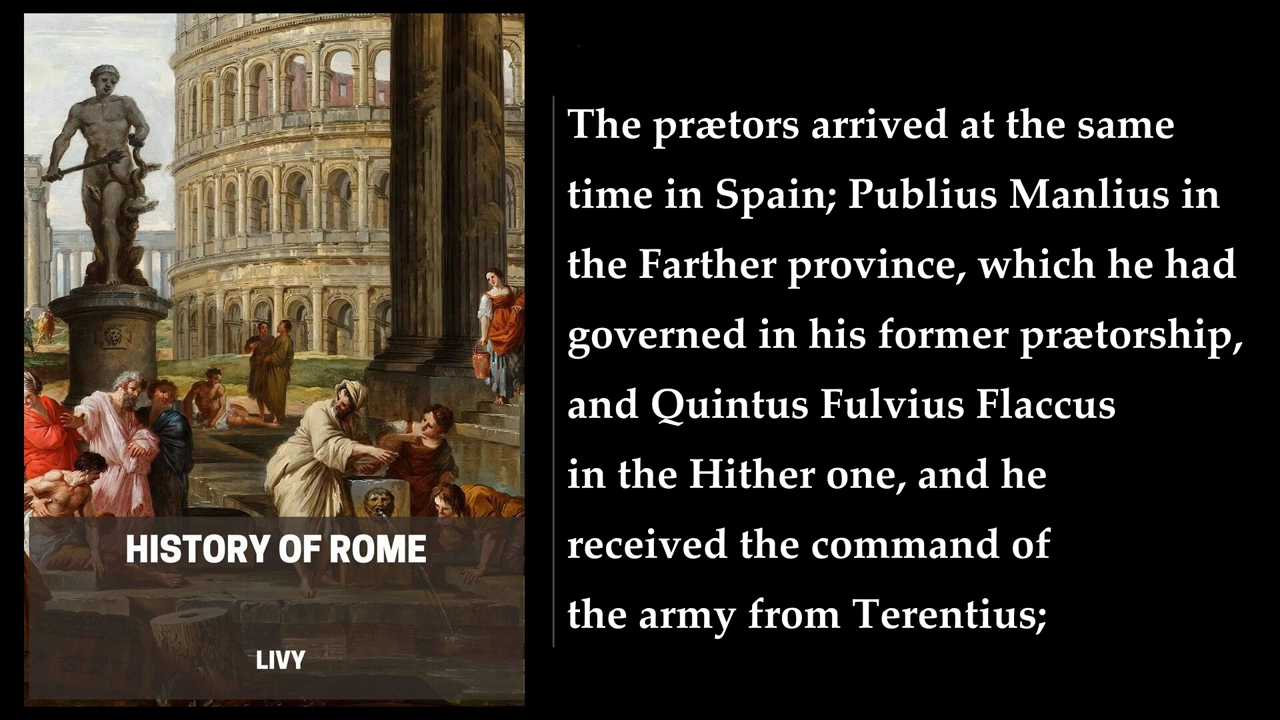 HISTORY OF ROME
LIVY
The prætors arrived at the same
time in Spain; Publius Manlius in
the Farther province, which he had
governed in his former prætorship,
and Quintus Fulvius Flaccus
in the Hither one, and he
received the command of
the army from Terentius;